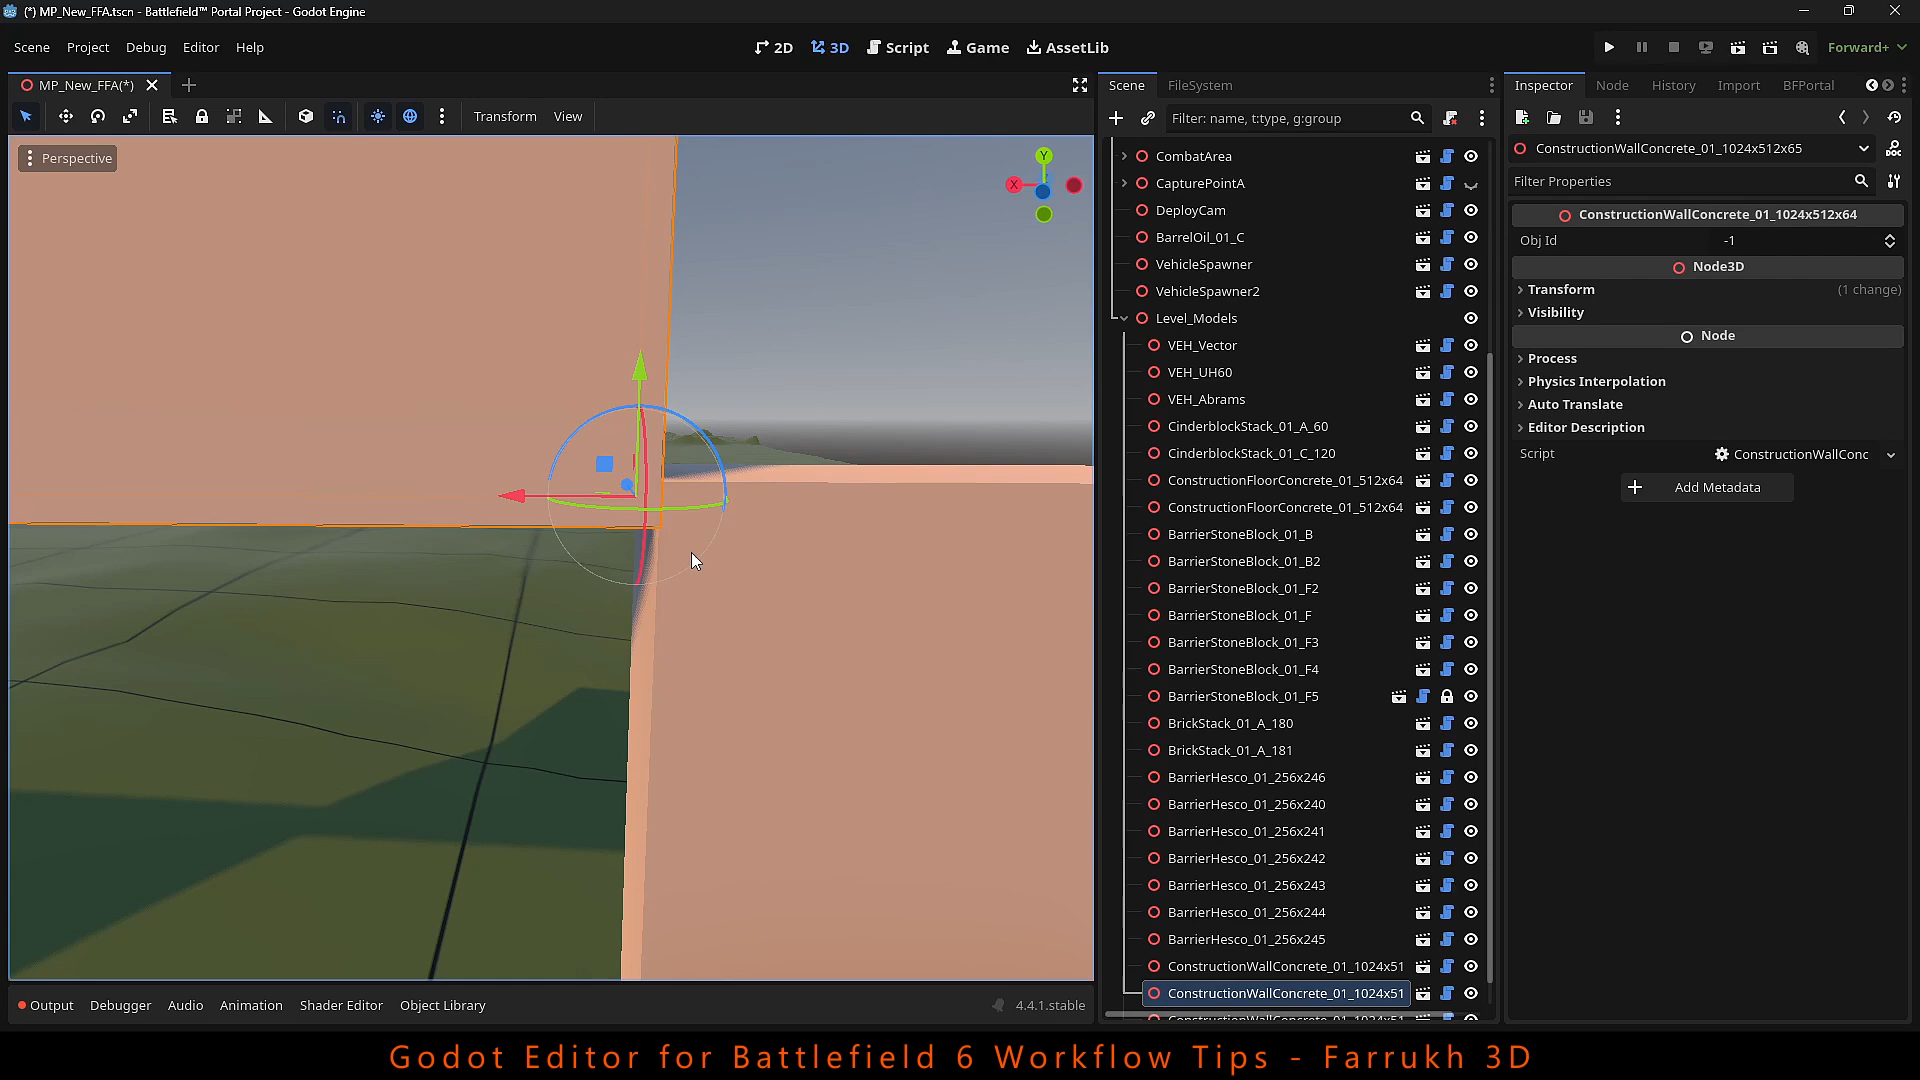 (*) MP_New_FFA.tscn - Battlefield™ Portal Project - Godot Engine
Scene Project Debug Editor Help
2D 3D Script Game AssetLib
Forward+
MP_New_FFA(*)
Transform View
Perspective
Y
X
Output Debugger Audio Animation Shader Editor Object Library
4.4.1.stable
Scene FileSystem
Filter: name, t:type, g:group
CombatArea
CapturePointA
DeployCam
BarrelOil_01_C
VehicleSpawner
VehicleSpawner2
Level_Models
VEH_Vector
VEH_UH60
VEH_Abrams
CinderblockStack_01_A_60
CinderblockStack_01_C_120
ConstructionFloorConcrete_01_512x64
ConstructionFloorConcrete_01_512x64
BarrierStoneBlock_01_B
BarrierStoneBlock_01_B2
BarrierStoneBlock_01_F2
BarrierStoneBlock_01_F
BarrierStoneBlock_01_F3
BarrierStoneBlock_01_F4
BarrierStoneBlock_01_F5
BrickStack_01_A_180
BrickStack_01_A_181
BarrierHesco_01_256x246
BarrierHesco_01_256x240
BarrierHesco_01_256x241
BarrierHesco_01_256x242
BarrierHesco_01_256x243
BarrierHesco_01_256x244
BarrierHesco_01_256x245
ConstructionWallConcrete_01_1024x51
ConstructionWallConcrete_01_1024x51
Inspector Node History Import BFPortal
ConstructionWallConcrete_01_1024x512x65
Filter Properties
ConstructionWallConcrete_01_1024x512x64
Obj Id -1
Node3D
Transform (1 change)
Visibility
Node
Process
Physics Interpolation
Auto Translate
Editor Description
Script ConstructionWallConc
Add Metadata
Godot Editor for Battlefield 6 Workflow Tips - Farrukh 3D